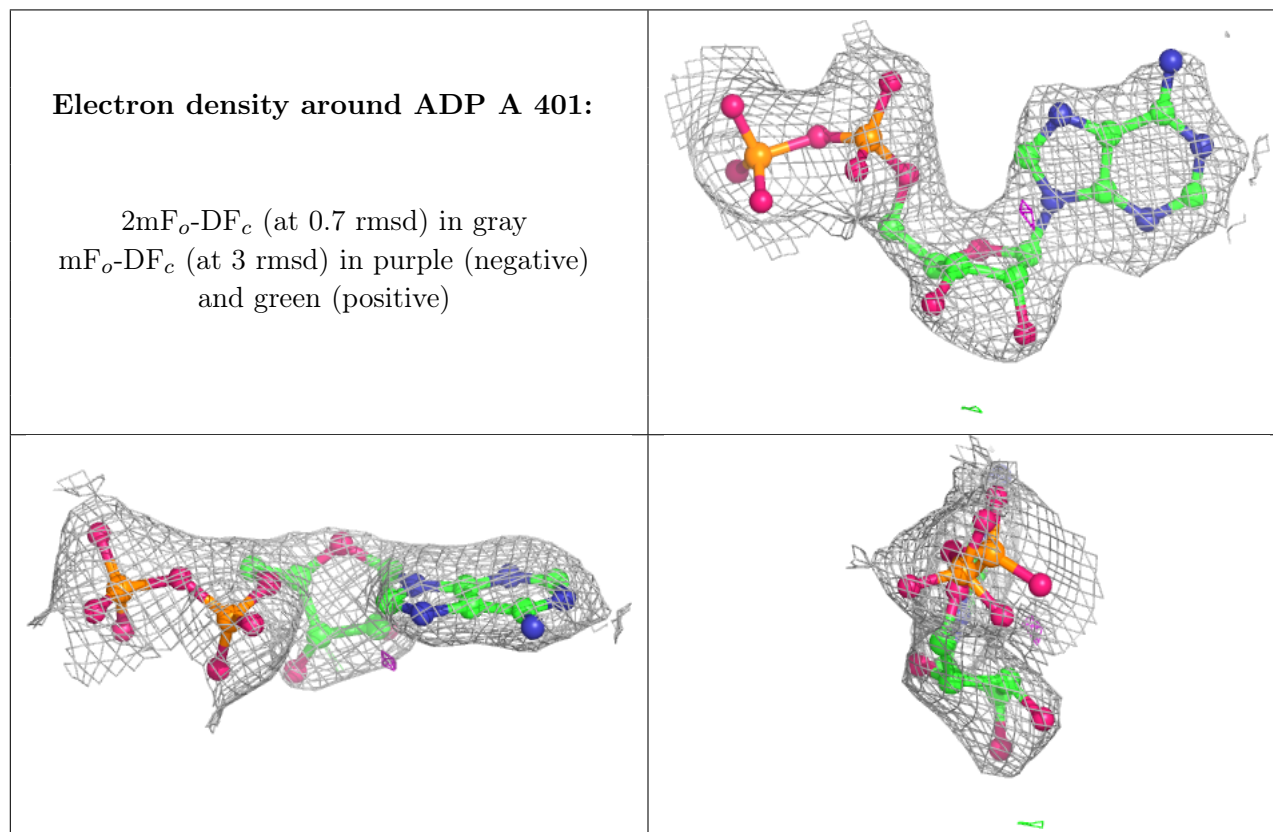 Electron density around ADP A 401:
2mFo-DFc (at 0.7 rmsd) in gray
mFo-DFc (at 3 rmsd) in purple (negative)
and green (positive)